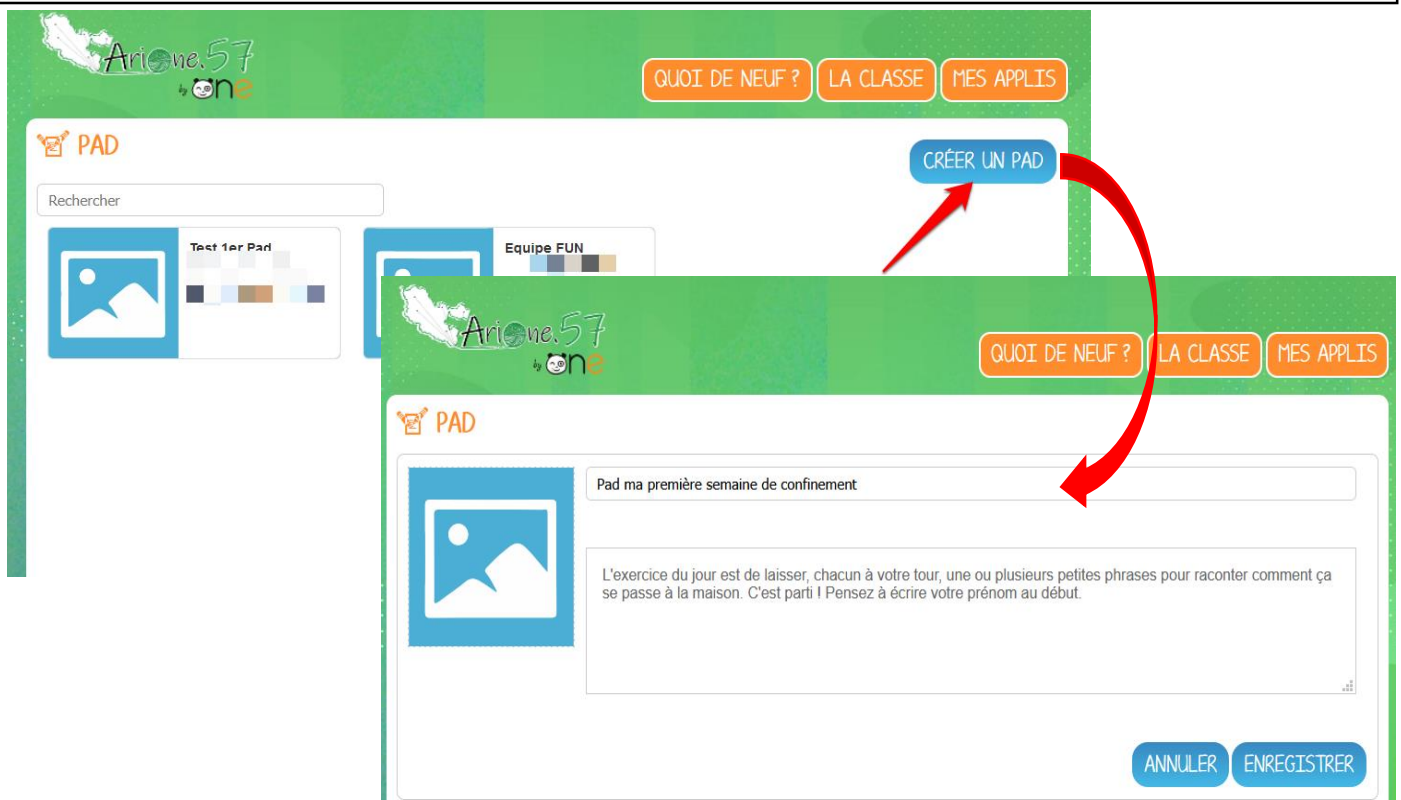 Arione.57
by one
QUOI DE NEUF ?
LA CLASSE
MES APPLIS
PAD
CRÉER UN PAD
Rechercher
Test 1er Pad
Equipe FUN
Arione.57
by one
QUOI DE NEUF ?
LA CLASSE
MES APPLIS
PAD
Pad ma première semaine de confinement
L'exercice du jour est de laisser, chacun à votre tour, une ou plusieurs petites phrases pour raconter comment ça
se passe à la maison. C'est parti ! Pensez à écrire votre prénom au début.
ANNULER
ENREGISTRER